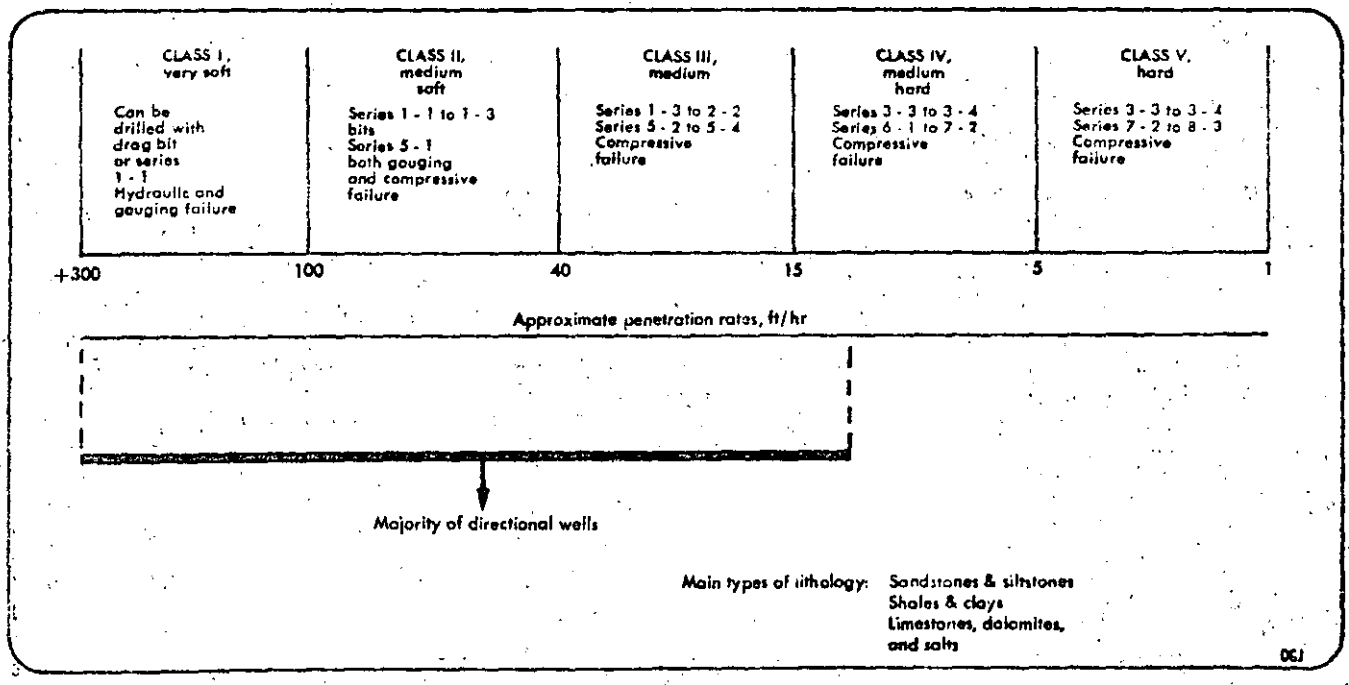 CLASS I,
very soft
Can be
drilled with
drag bit
or series
1 - 1
Hydraulic and
gouging failure
CLASS II,
medium
soft
Series 1 - 1 to 1 - 3
bits
Series 5 - 1
both gouging
and compressive
failure
CLASS III,
medium
Series 1 - 3 to 2 - 2
Series 5 - 2 to 5 - 4
Compressive
failure
CLASS IV,
medium
hard
Series 3 - 3 to 3 - 4
Series 6 - 1 to 7 - 2
Compressive
failure
CLASS V,
hard
Series 3 - 3 to 3 - 4
Series 7 - 2 to 8 - 3
Compressive
failure
+300 100 40 15 5 1
Approximate penetration rates, ft/hr
Majority of directional wells
Main types of lithology: Sandstones & siltstones
Shales & clays
Limestones, dolomites,
and salts
OGJ